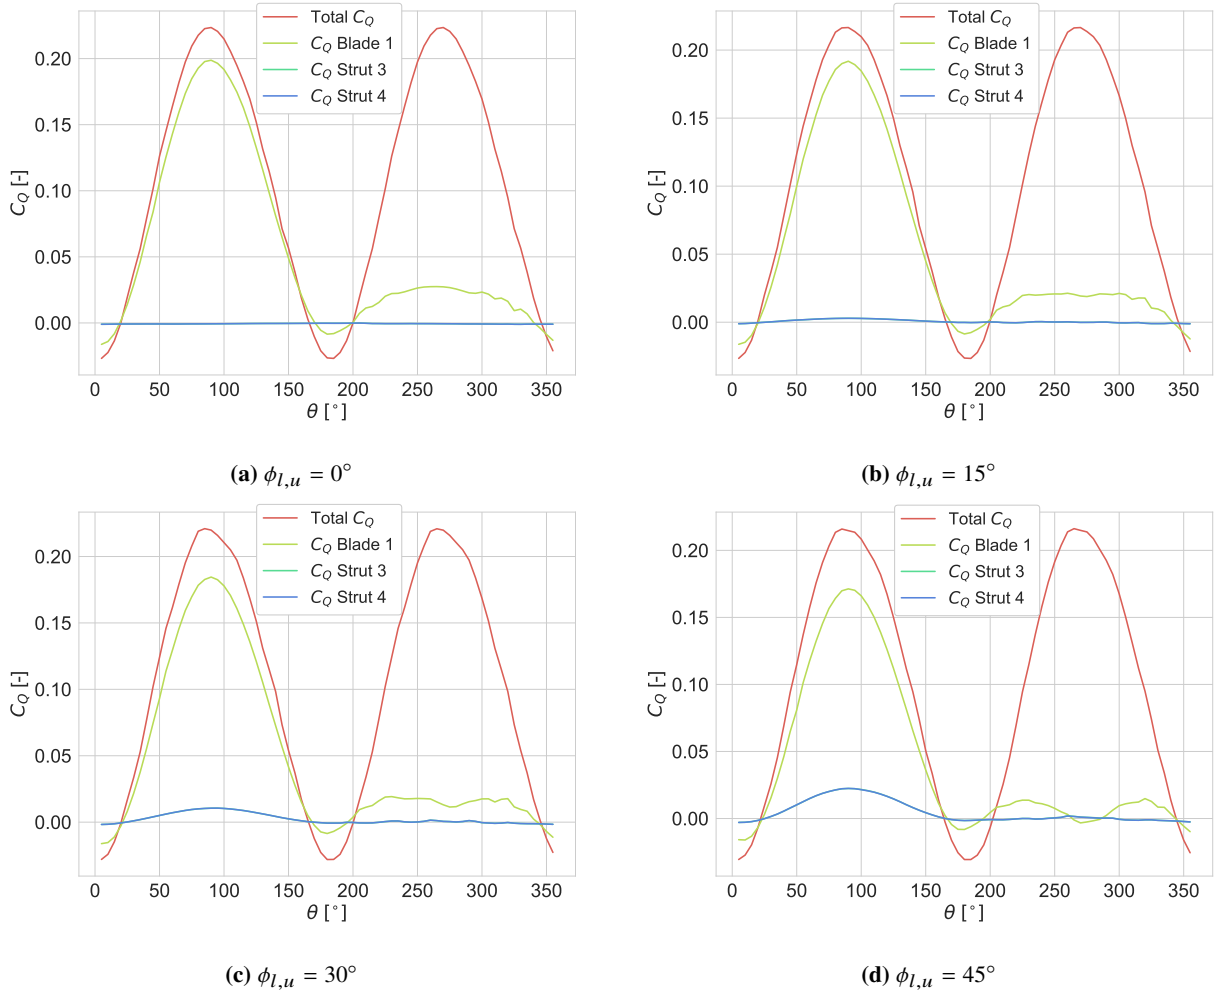 Total C_Q
C_Q Blade 1
C_Q Strut 3
C_Q Strut 4
0.20
0.15
0.10
0.05
0.00
C_Q [-]
0 50 100 150 200 250 300 350
θ [°]
(a) ϕ_l,u = 0°
Total C_Q
C_Q Blade 1
C_Q Strut 3
C_Q Strut 4
0.20
0.15
0.10
0.05
0.00
C_Q [-]
0 50 100 150 200 250 300 350
θ [°]
(b) ϕ_l,u = 15°
Total C_Q
C_Q Blade 1
C_Q Strut 3
C_Q Strut 4
0.20
0.15
0.10
0.05
0.00
C_Q [-]
0 50 100 150 200 250 300 350
θ [°]
(c) ϕ_l,u = 30°
Total C_Q
C_Q Blade 1
C_Q Strut 3
C_Q Strut 4
0.20
0.15
0.10
0.05
0.00
C_Q [-]
0 50 100 150 200 250 300 350
θ [°]
(d) ϕ_l,u = 45°